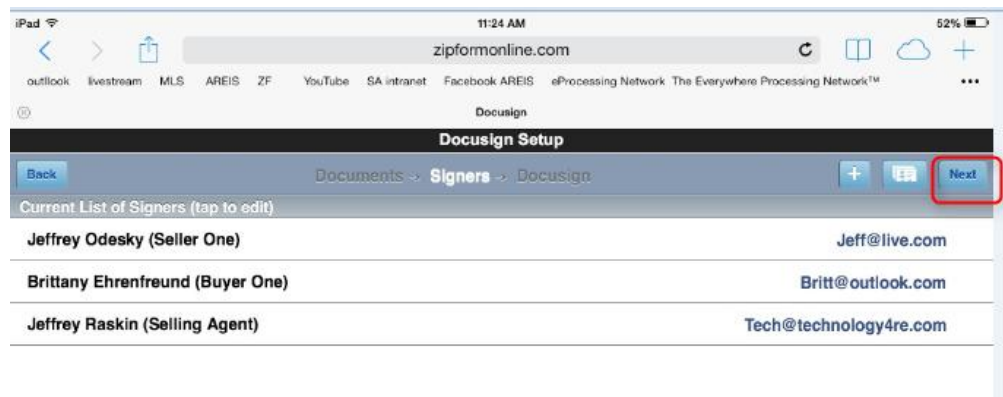 iPad 11:24 AM 52%
zipformonline.com
outllook livestream MLS AREIS ZF YouTube SA intranet Facebook AREIS eProcessing Network The Everywhere Processing Network™ •••
Docusign
Docusign Setup
Back Documents → Signers → Docusign + Next
Current List of Signers (tap to edit)
Jeffrey Odesky (Seller One) Jeff@live.com
Brittany Ehrenfreund (Buyer One) Britt@outlook.com
Jeffrey Raskin (Selling Agent) Tech@technology4re.com